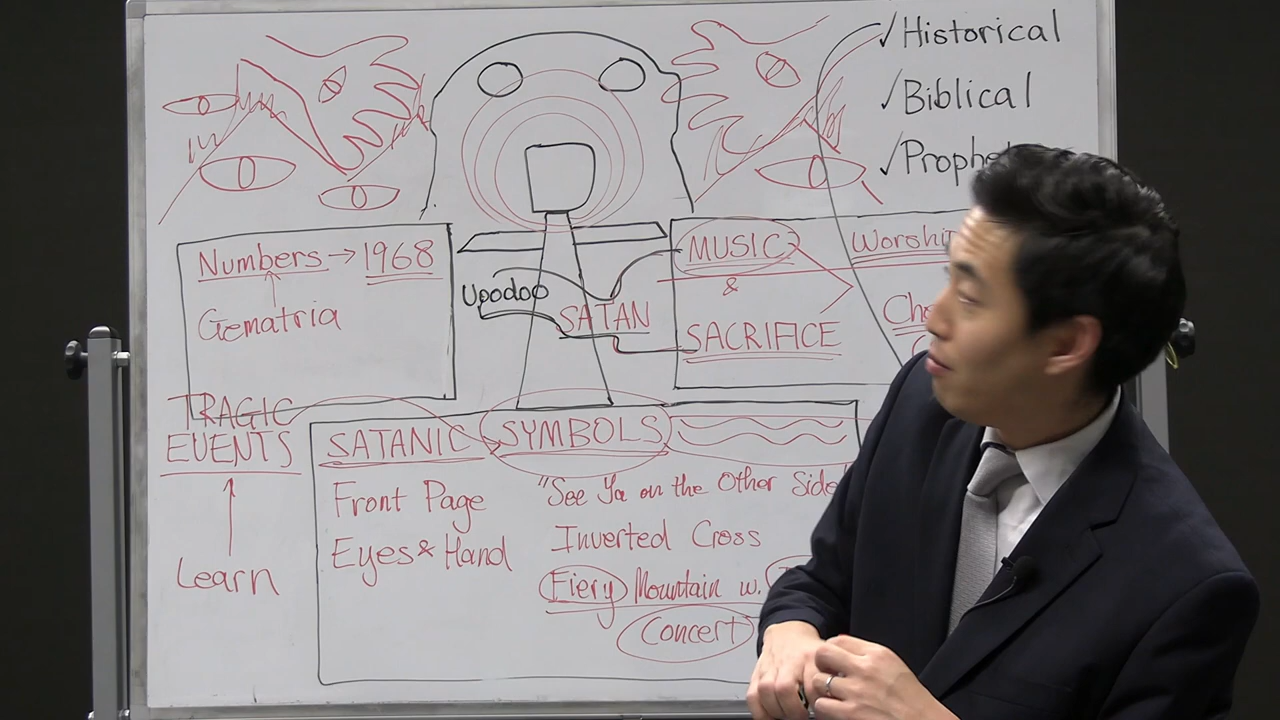 ✓Historical
✓Biblical
✓
Numbers → 1968
Gematria
Voodoo
SATAN
MUSIC
&
SACRIFICE
Worship
TRAGIC
EVENTS
Learn
SATANIC SYMBOLS
Front Page
Eyes & Hand
"See Ya on the Other Side
Inverted Cross
Fiery Mountain w.
Concert